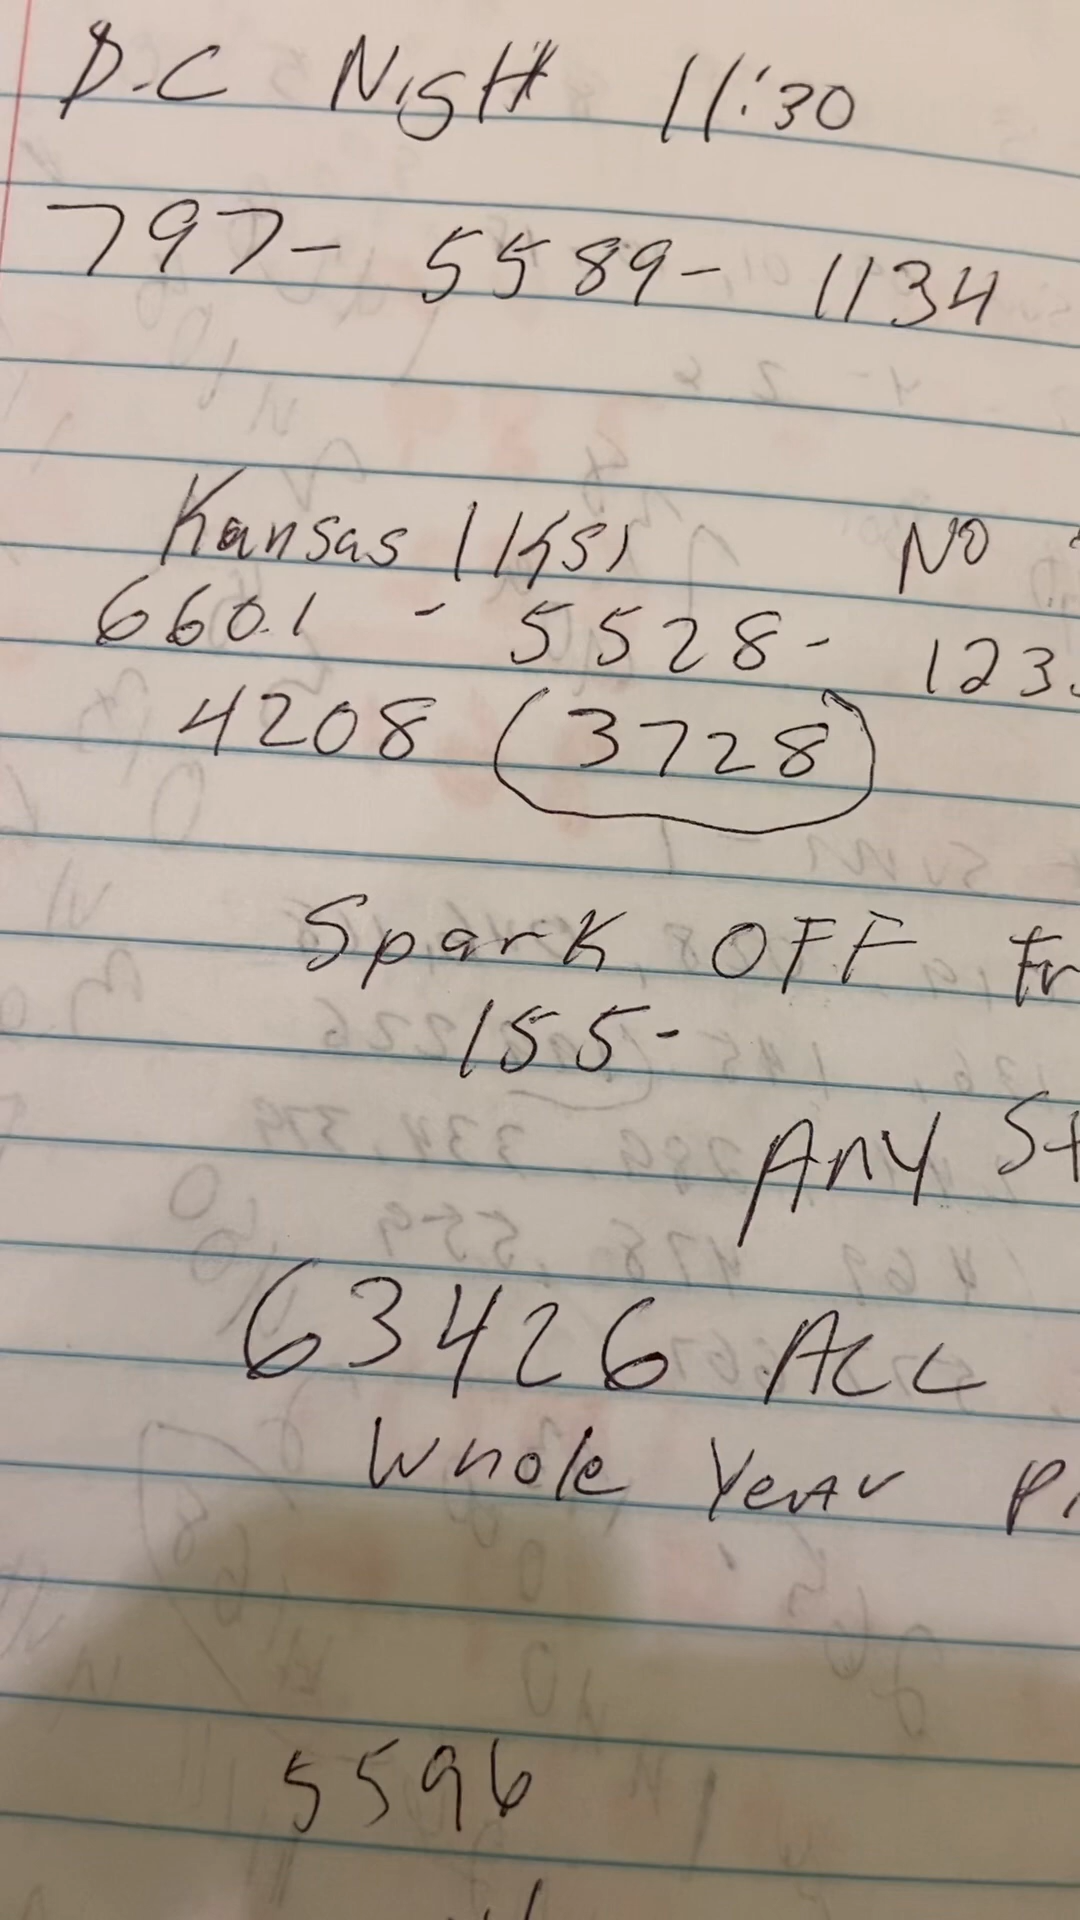 D.C Night 11:30
797- 5589- 1134
Kansas No
6601 - 5528- 123
4208 (3728)
Spark OFF
155-
Any
63426 ALL
Whole Year
5596